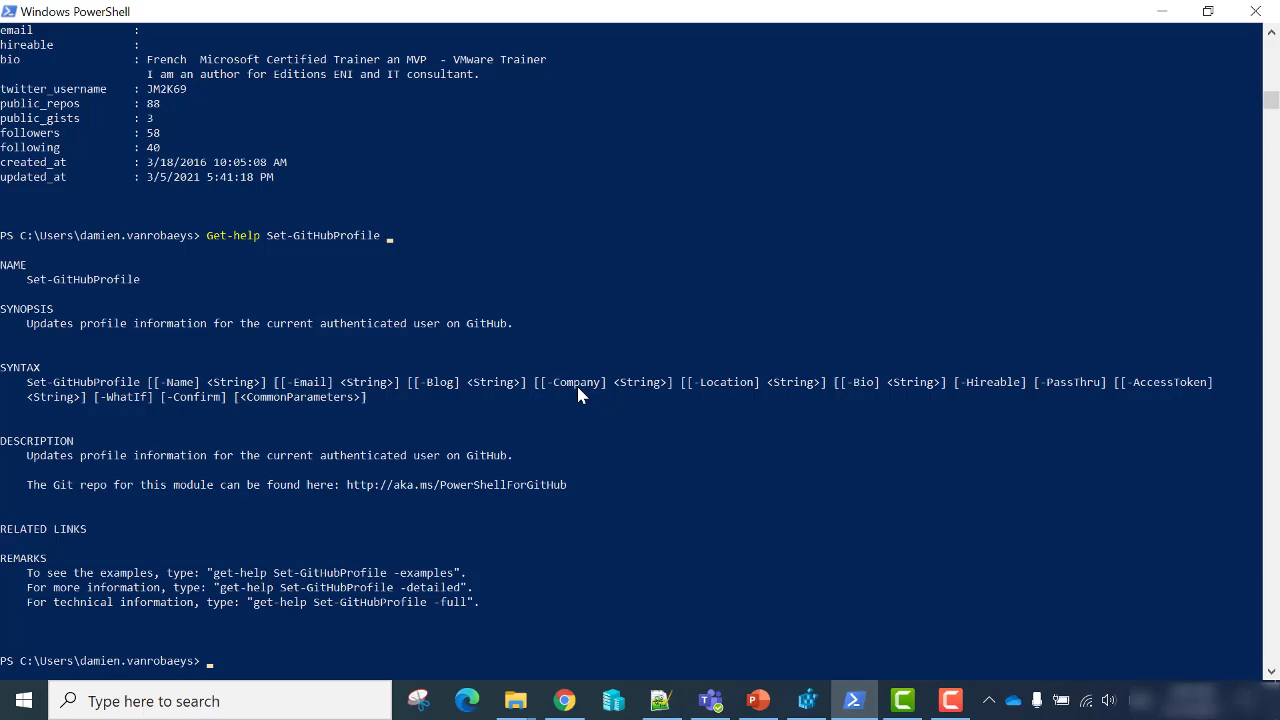 Windows PowerShell
email :
hireable :
bio : French  Microsoft Certified Trainer an MVP  - VMware Trainer
I am an author for Editions ENI and IT consultant.
twitter_username : JM2K69
public_repos : 88
public_gists : 3
followers : 58
following : 40
created_at : 3/18/2016 10:05:08 AM
updated_at : 3/5/2021 5:41:18 PM
PS C:\Users\damien.vanrobaeys> Get-help Set-GitHubProfile
NAME
Set-GitHubProfile
SYNOPSIS
Updates profile information for the current authenticated user on GitHub.
SYNTAX
Set-GitHubProfile [[-Name] <String>] [[-Email] <String>] [[-Blog] <String>] [[-Company] <String>] [[-Location] <String>] [[-Bio] <String>] [-Hireable] [-PassThru] [[-AccessToken]
<String>] [-WhatIf] [-Confirm] [<CommonParameters>]
DESCRIPTION
Updates profile information for the current authenticated user on GitHub.
The Git repo for this module can be found here: http://aka.ms/PowerShellForGitHub
RELATED LINKS
REMARKS
To see the examples, type: "get-help Set-GitHubProfile -examples".
For more information, type: "get-help Set-GitHubProfile -detailed".
For technical information, type: "get-help Set-GitHubProfile -full".
PS C:\Users\damien.vanrobaeys>
Type here to search